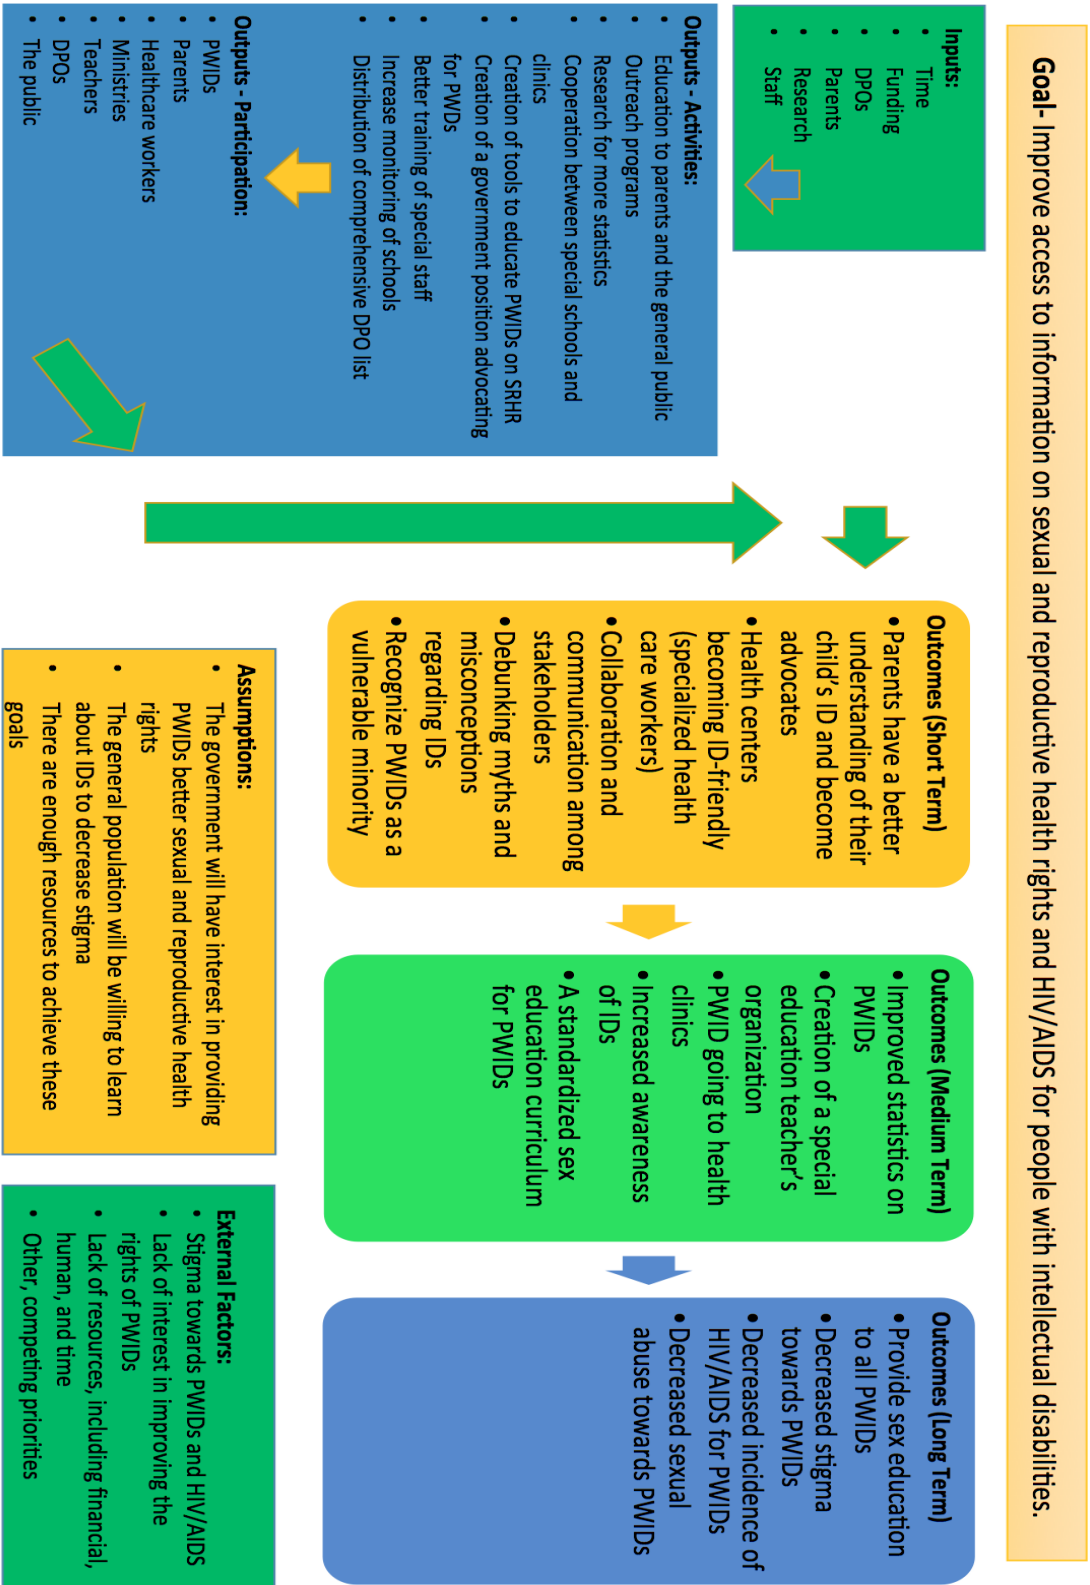 Goal- Improve access to information on sexual and reproductive health rights and HIV/AIDS for people with intellectual disabilities.
Inputs:
• Time
• Funding
• DPOs
• Parents
• Research
• Staff
Outputs - Activities:
• Education to parents and the general public
• Outreach programs
• Research for more statistics
• Cooperation between special schools and
clinics
• Creation of tools to educate PWIDs on SRHR
• Creation of a government position advocating
for PWDs
• Better training of special staff
• Increase monitoring of schools
• Distribution of comprehensive DPO list
Outputs - Participation:
• PWIDs
• Parents
• Healthcare workers
• Ministries
• Teachers
• DPOs
• The public
Outcomes (Short Term)
• Parents have a better
understanding of their
child's ID and become
advocates
• Health centers
becoming ID-friendly
(specialized health
care workers)
• Collaboration and
communication among
stakeholders
• Debunking myths and
misconceptions
regarding IDs
• Recognize PWIDs as a
vulnerable minority
Outcomes (Medium Term)
• Improved statistics on
PWIDs
• Creation of a special
education teacher's
organization
• PWID going to health
clinics
• Increased awareness
of IDs
• A standardized sex
education curriculum
for PWIDs
Outcomes (Long Term)
• Provide sex education
to all PWIDs
• Decreased stigma
towards PWIDs
• Decreased incidence of
HIV/AIDS for PWIDs
• Decreased sexual
abuse towards PWIDs
Assumptions:
• The government will have interest in providing
PWIDs better sexual and reproductive health
rights
• The general population will be willing to learn
about IDs to decrease stigma
• There are enough resources to achieve these
goals
External Factors:
• Stigma towards PWIDs and HIV/AIDS
• Lack of interest in improving the
rights of PWIDs
• Lack of resources, including financial,
human, and time
• Other, competing priorities